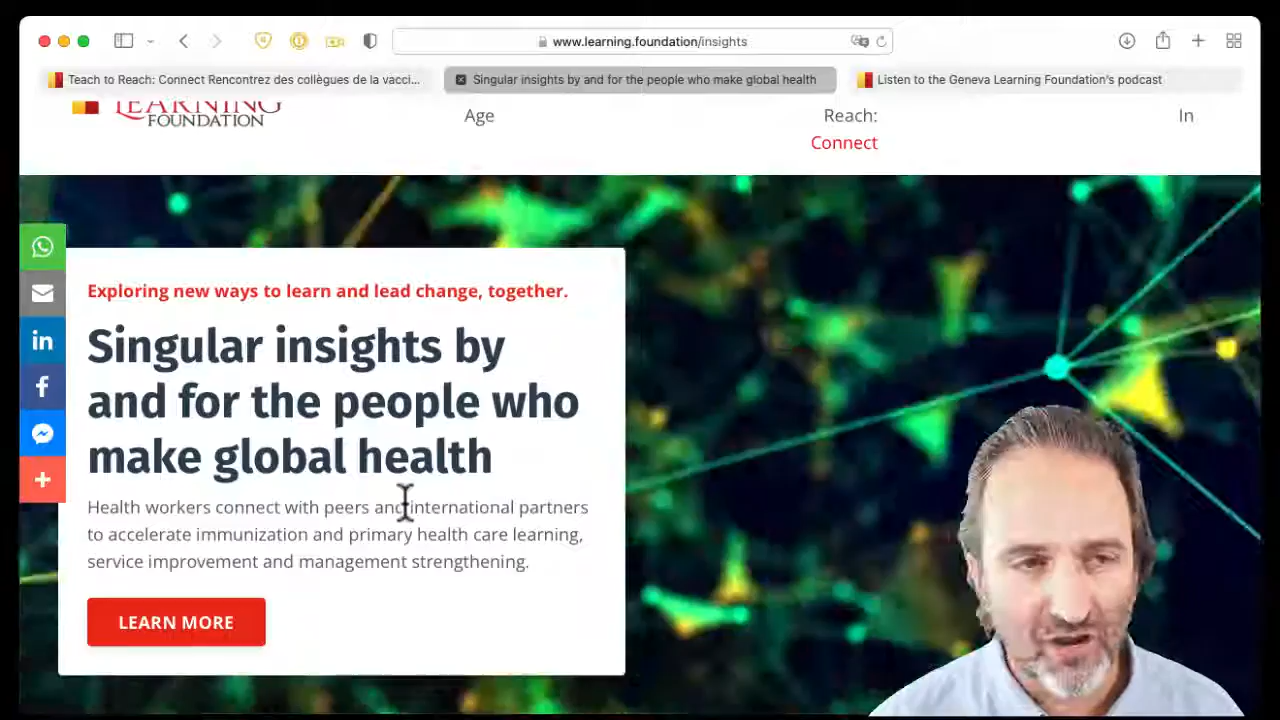 www.learning.foundation/insights
Teach to Reach: Connect Rencontrez des collègues de la vacci...
Singular insights by and for the people who make global health
Listen to the Geneva Learning Foundation's podcast
LEARNING
FOUNDATION
Age
Reach:
Connect
In
Exploring new ways to learn and lead change, together.
Singular insights by
and for the people who
make global health
Health workers connect with peers and international partners
to accelerate immunization and primary health care learning,
service improvement and management strengthening.
LEARN MORE
in
f